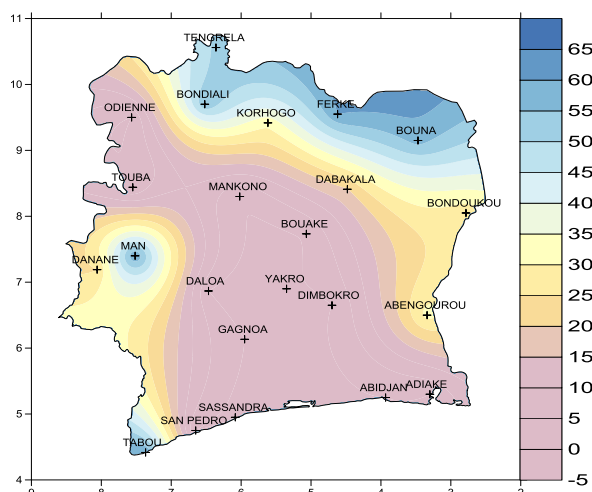 11
TENGRELA
65
60
10
BONDIALI
55
ODIENNE
FERKE
KORHOGO
50
BOUNA
45
9
40
TOUBA
DABAKALA
MANKONO
35
BONDOUKOU
8
BOUAKE
30
MAN
DANANE
25
7
DALOA
YAKRO
DIMBOKRO
20
ABENGOUROU
GAGNOA
15
6
10
ABIDJAN
ADIAKE
5
5
SASSANDRA
SAN PEDRO
0
TABOU
4
-5